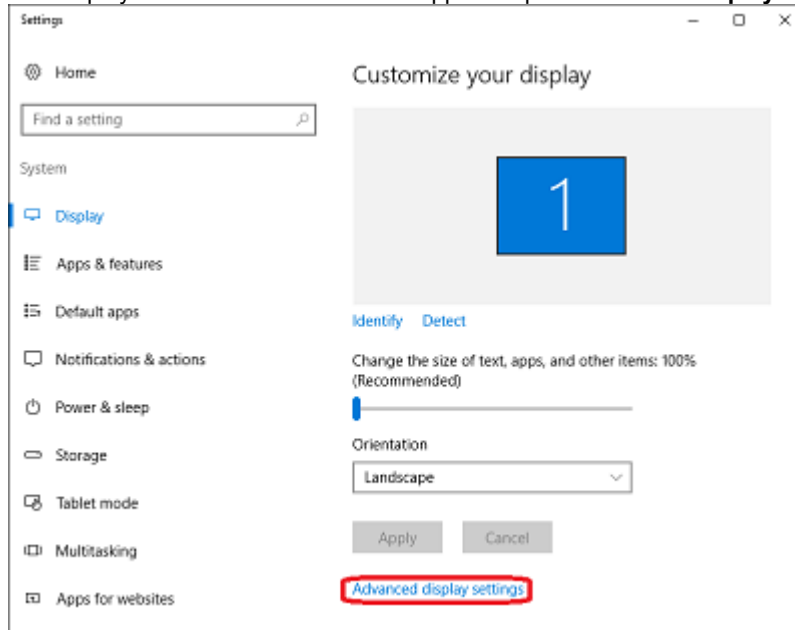 Settings
Home
Find a setting
System
Display
Apps & features
Default apps
Notifications & actions
Power & sleep
Storage
Tablet mode
Multitasking
Apps for websites
Customize your display
1
Identify Detect
Change the size of text, apps, and other items: 100%
(Recommended)
Orientation
Landscape
Apply Cancel
Advanced display settings